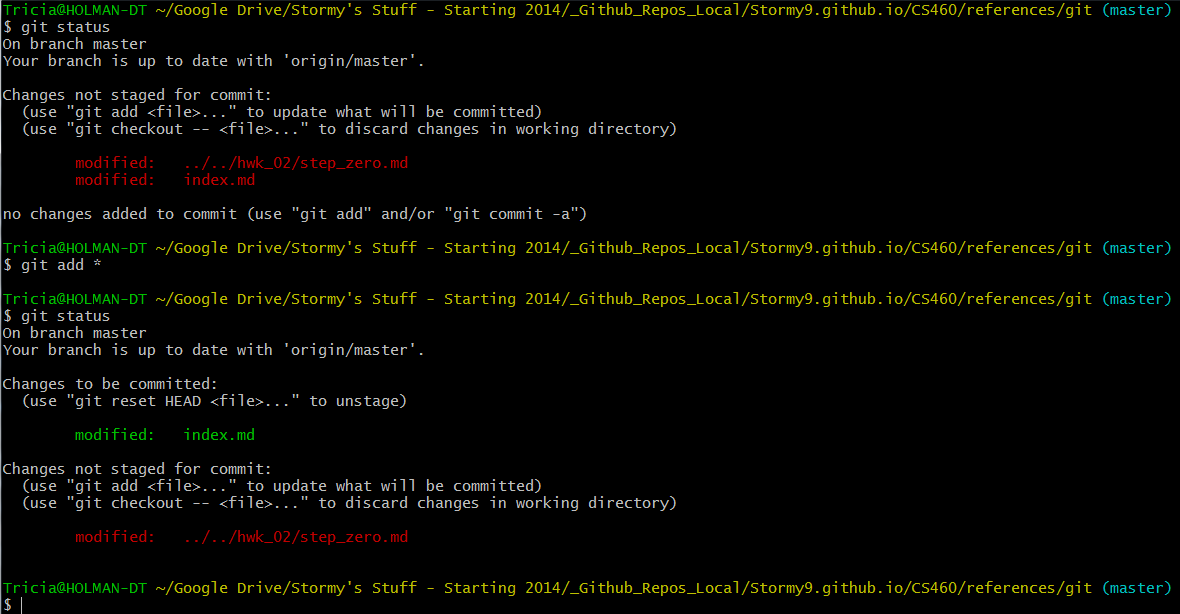 Tricia@HOLMAN-DT ~/Google Drive/Stormy's Stuff - Starting 2014/_Github_Repos_Local/Stormy9.github.io/CS460/references/git (master)
$ git status
On branch master
Your branch is up to date with 'origin/master'.
Changes not staged for commit:
  (use "git add <file>..." to update what will be committed)
  (use "git checkout -- <file>..." to discard changes in working directory)
        modified:   ../../hwk_02/step_zero.md
        modified:   index.md
no changes added to commit (use "git add" and/or "git commit -a")
Tricia@HOLMAN-DT ~/Google Drive/Stormy's Stuff - Starting 2014/_Github_Repos_Local/Stormy9.github.io/CS460/references/git (master)
$ git add *
Tricia@HOLMAN-DT ~/Google Drive/Stormy's Stuff - Starting 2014/_Github_Repos_Local/Stormy9.github.io/CS460/references/git (master)
$ git status
On branch master
Your branch is up to date with 'origin/master'.
Changes to be committed:
  (use "git reset HEAD <file>..." to unstage)
        modified:   index.md
Changes not staged for commit:
  (use "git add <file>..." to update what will be committed)
  (use "git checkout -- <file>..." to discard changes in working directory)
        modified:   ../../hwk_02/step_zero.md
Tricia@HOLMAN-DT ~/Google Drive/Stormy's Stuff - Starting 2014/_Github_Repos_Local/Stormy9.github.io/CS460/references/git (master)
$